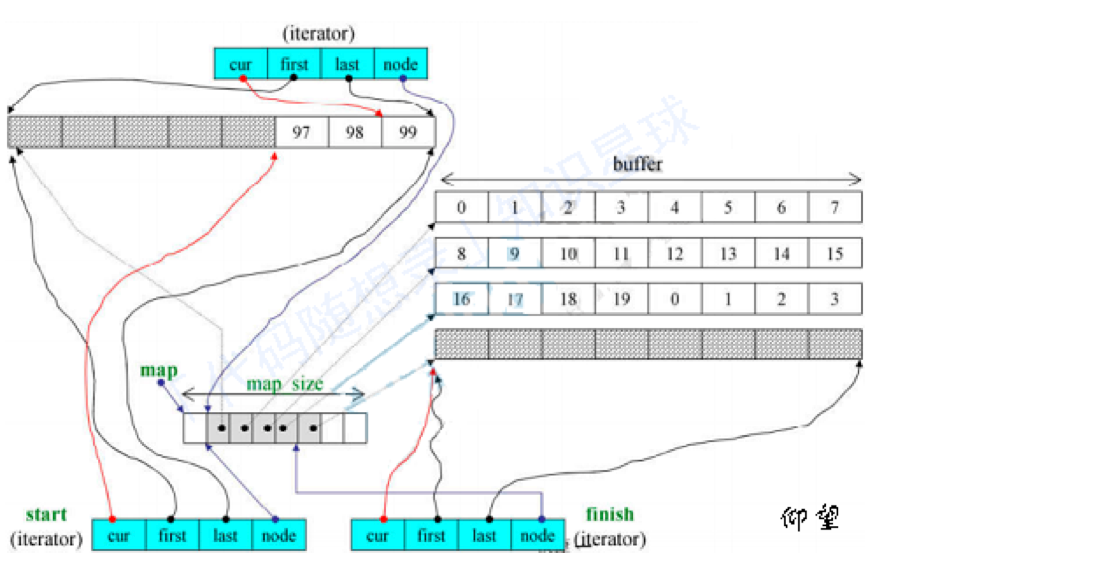 (iterator)
cur first last node
97 98 99
buffer
0 1 2 3 4 5 6 7
8 9 10 11 12 13 14 15
16 17 18 19 0 1 2 3
map
map size
start
(iterator)
cur first last node
cur first last node
finish
(iterator)
仰望
代码随想录」知识星球